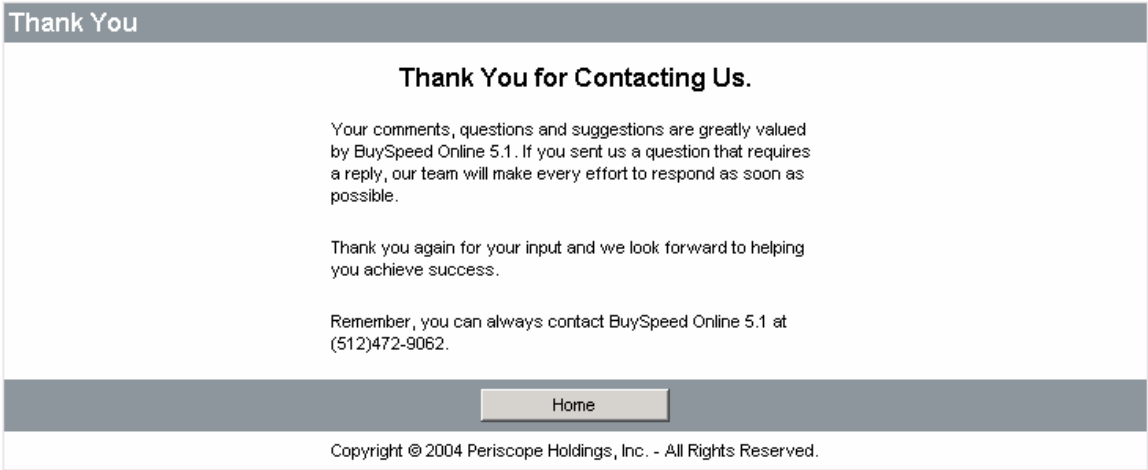 Thank You
Thank You for Contacting Us.
Your comments, questions and suggestions are greatly valued
by BuySpeed Online 5.1. If you sent us a question that requires
a reply, our team will make every effort to respond as soon as
possible.
Thank you again for your input and we look forward to helping
you achieve success.
Remember, you can always contact BuySpeed Online 5.1 at
(512)472-9062.
Home
Copyright © 2004 Periscope Holdings, Inc. - All Rights Reserved.